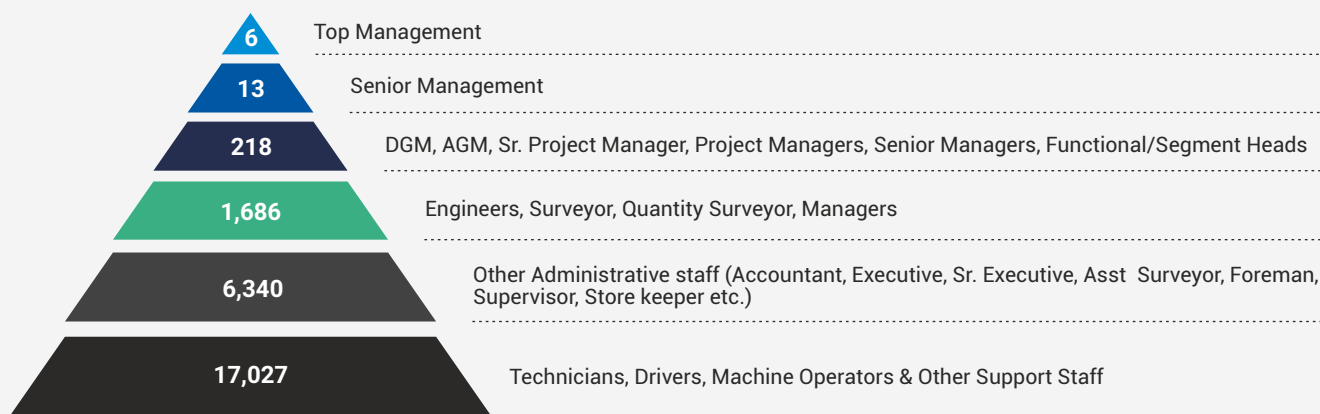 6
Top Management
13
Senior Management
218
DGM, AGM, Sr. Project Manager, Project Managers, Senior Managers, Functional/Segment Heads
1,686
Engineers, Surveyor, Quantity Surveyor, Managers
6,340
Other Administrative staff (Accountant, Executive, Sr. Executive, Asst  Surveyor, Foreman,
Supervisor, Store keeper etc.)
17,027
Technicians, Drivers, Machine Operators & Other Support Staff